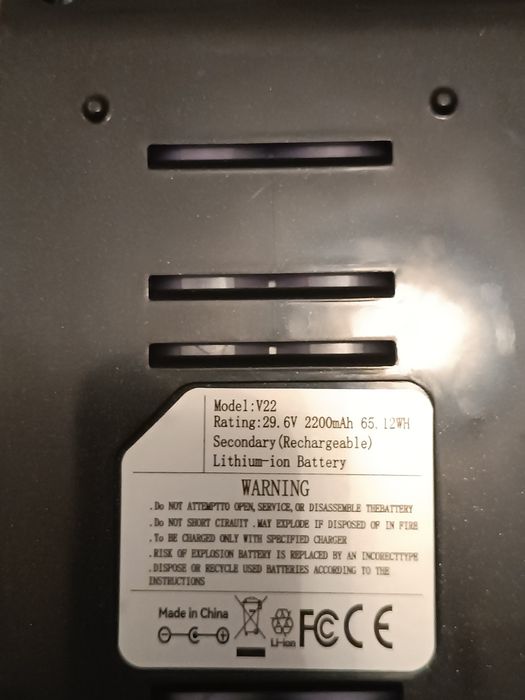 Model:V22
Rating:29.6V 2200mAh 65.12WH
Secondary(Rechargeable)
Lithium-ion Battery
WARNING
.Do NOT ATTEMPTTO OPEN,SERVICE,OR DISASSEMBLE THEBATTERY
.Do NOT SHORT CIRAUIT .MAY EXPLODE IF DISPOSED OF IN FIRE
.To BE CHARGED ONLY WITH SPECIFIED CHARGER
.RISK OF EXPLOSION BATTERY IS REPLACED BY AN INCORECTTYPE
.DISPOSE OR RECYCLE USED BATTERIES ACCORDING TO THE
INSTRUCTIONS
Made in China
Li-ion
FC CE